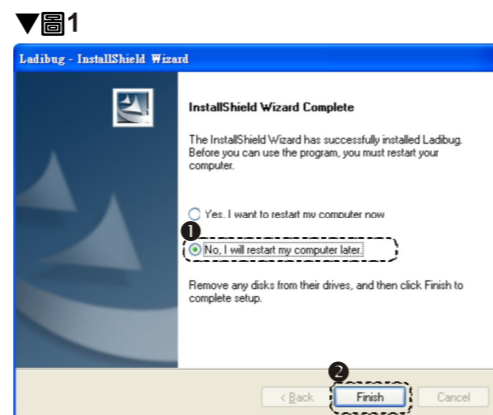 ▼圖1
Ladibug - InstallShield Wizard
InstallShield Wizard Complete
The InstallShield Wizard has successfully installed Ladibug.
Before you can use the program, you must restart your
computer.
Yes, I want to restart my computer now
❶
No, I will restart my computer later.
Remove any disks from their drives, and then click Finish to
complete setup.
❷
< Back Finish Cancel